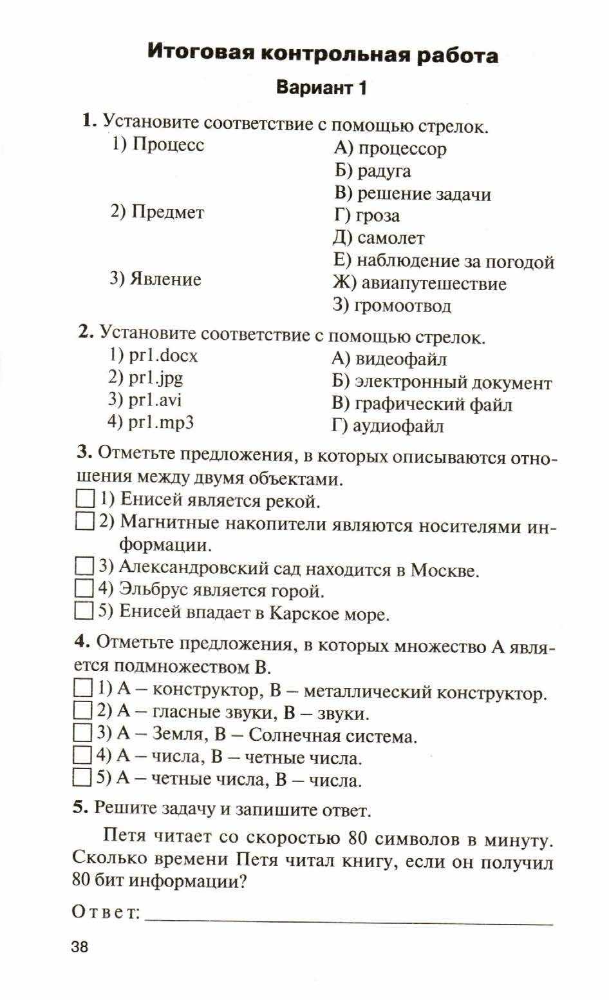 Итоговая контрольная работа
Вариант 1
1. Установите соответствие с помощью стрелок.
1) Процесс А) процессор
Б) радуга
В) решение задачи
2) Предмет Г) гроза
Д) самолет
Е) наблюдение за погодой
3) Явление Ж) авиапутешествие
З) громоотвод
2. Установите соответствие с помощью стрелок.
1) pr1.docx А) видеофайл
2) pr1.jpg Б) электронный документ
3) pr1.avi В) графический файл
4) pr1.mp3 Г) аудиофайл
3. Отметьте предложения, в которых описываются отно-
шения между двумя объектами.
1) Енисей является рекой.
2) Магнитные накопители являются носителями ин-
формации.
3) Александровский сад находится в Москве.
4) Эльбрус является горой.
5) Енисей впадает в Карское море.
4. Отметьте предложения, в которых множество А явля-
ется подмножеством В.
1) А – конструктор, В – металлический конструктор.
2) А – гласные звуки, В – звуки.
3) А – Земля, В – Солнечная система.
4) А – числа, В – четные числа.
5) А – четные числа, В – числа.
5. Решите задачу и запишите ответ.
Петя читает со скоростью 80 символов в минуту.
Сколько времени Петя читал книгу, если он получил
80 бит информации?
Ответ:
38